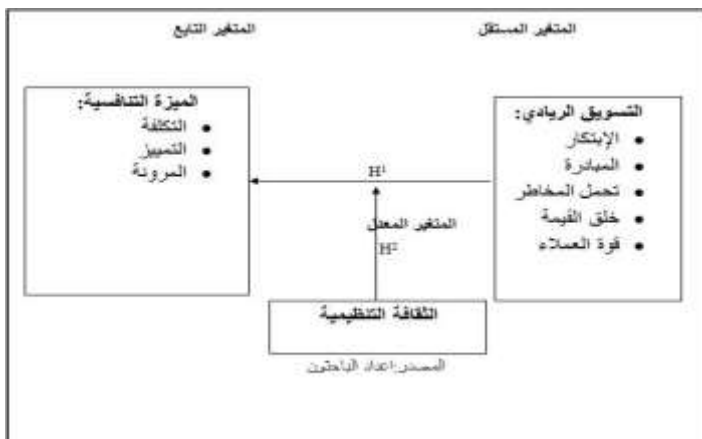 المتغير المستقل
المتغير التابع
التسويق الريادي:
الإبتكار
المبادرة
تحمل المخاطر
خلق القيمة
قوة العملاء
الميزة التنافسية:
التكلفة
التمييز
المرونة
H¹
المتغير المعدل
H²
الثقافة التنظيمية
المصدر:اعداد الباحثون